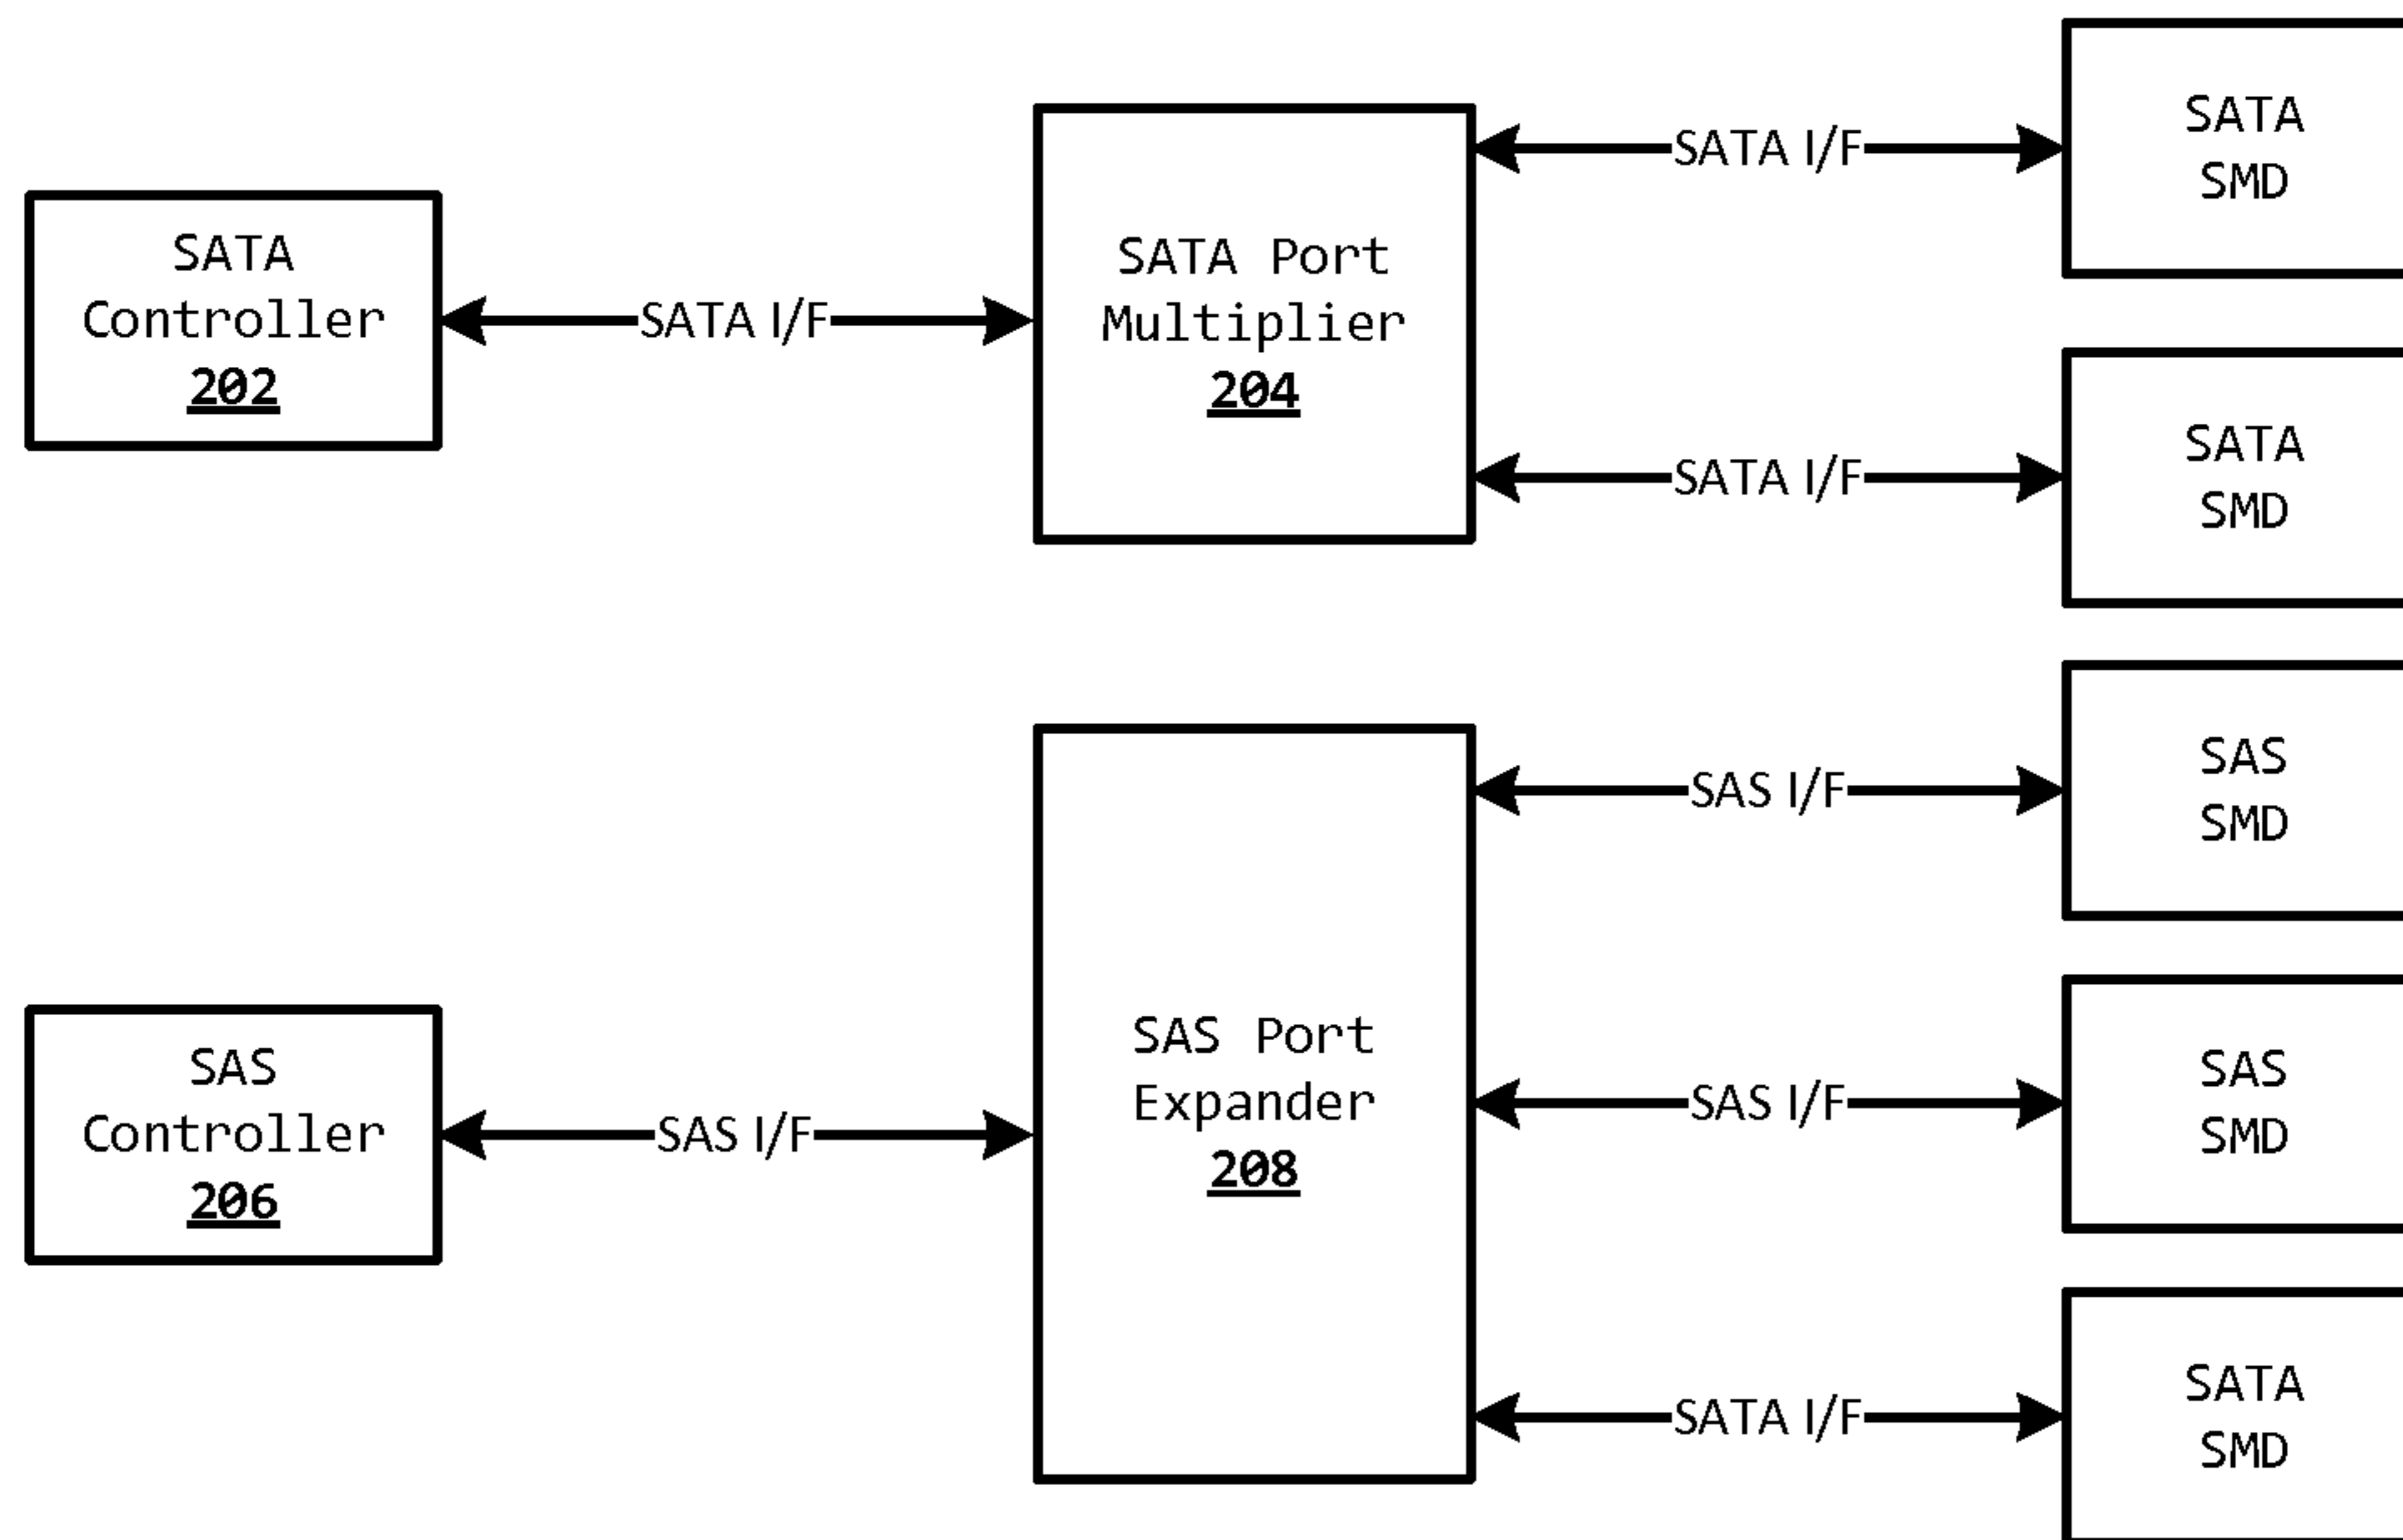 SATA
Controller
202
SATA I/F
SATA Port
Multiplier
204
SATA I/F
SATA
SMD
SATA I/F
SATA
SMD
SAS
Controller
206
SAS I/F
SAS Port
Expander
208
SAS I/F
SAS
SMD
SAS I/F
SAS
SMD
SATA I/F
SATA
SMD